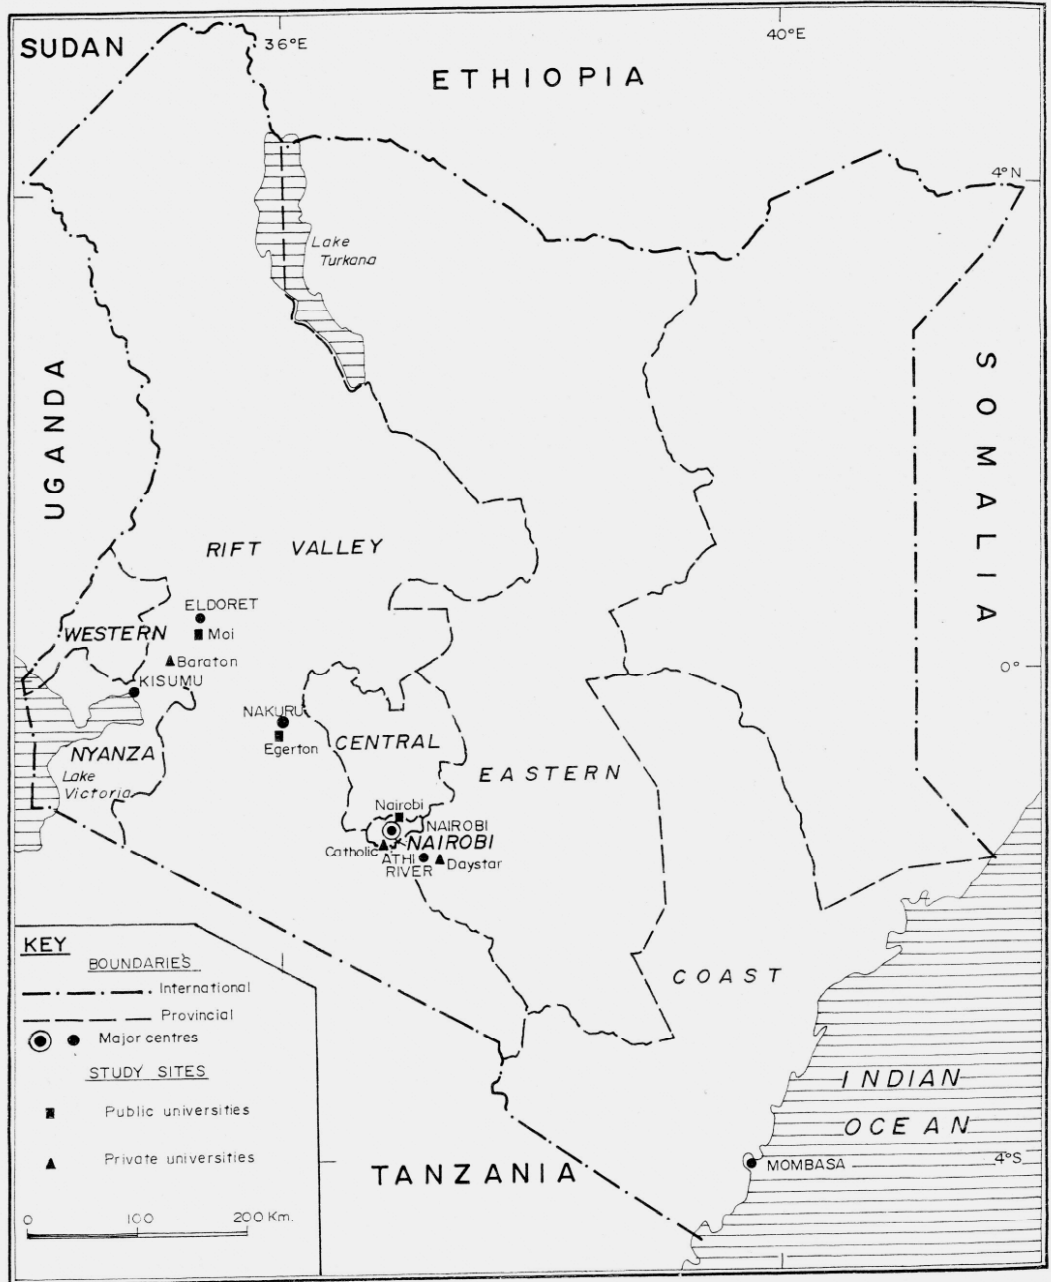 SUDAN
36°E
40°E
ETHIOPIA
4°N
Lake
Turkana
UGANDA
SOMALIA
RIFT VALLEY
ELDORET
WESTERN
Moi
Baraton
0°
KISUMU
NAKURU
Egerton
CENTRAL
NYANZA
EASTERN
Lake
Victoria
Nairobi
NAIROBI
NAIROBI
Catholic
ATHI
RIVER
Daystar
KEY
BOUNDARIES
International
Provincial
Major centres
STUDY SITES
Public universities
Private universities
0 100 200 Km.
COAST
INDIAN
OCEAN
TANZANIA
MOMBASA
4°S